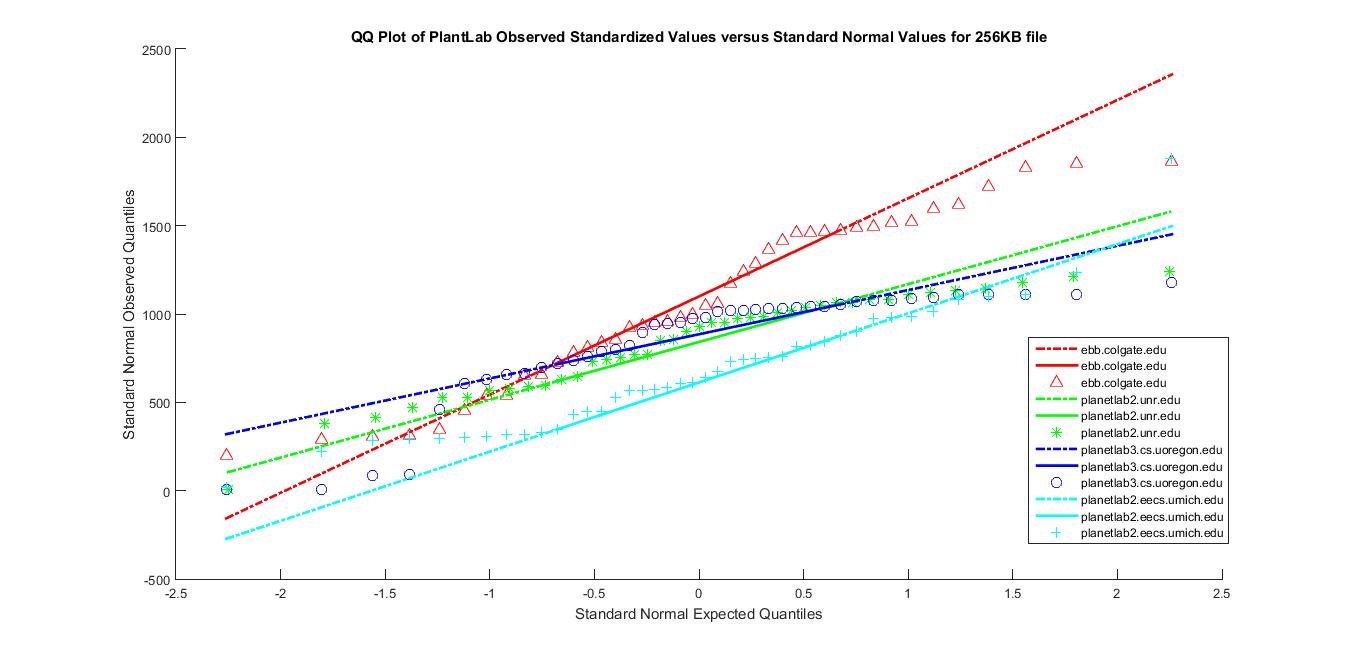 QQ Plot of PlantLab Observed Standardized Values versus Standard Normal Values for 256KB file
Standard Normal Observed Quantiles
2500
2000
1500
1000
500
0
-500
-2.5
-2
-1.5
-1
-0.5
0
0.5
1
1.5
2
2.5
Standard Normal Expected Quantiles
ebb.colgate.edu
ebb.colgate.edu
ebb.colgate.edu
planetlab2.unr.edu
planetlab2.unr.edu
planetlab2.unr.edu
planetlab3.cs.uoregon.edu
planetlab3.cs.uoregon.edu
planetlab3.cs.uoregon.edu
planetlab2.eecs.umich.edu
planetlab2.eecs.umich.edu
planetlab2.eecs.umich.edu